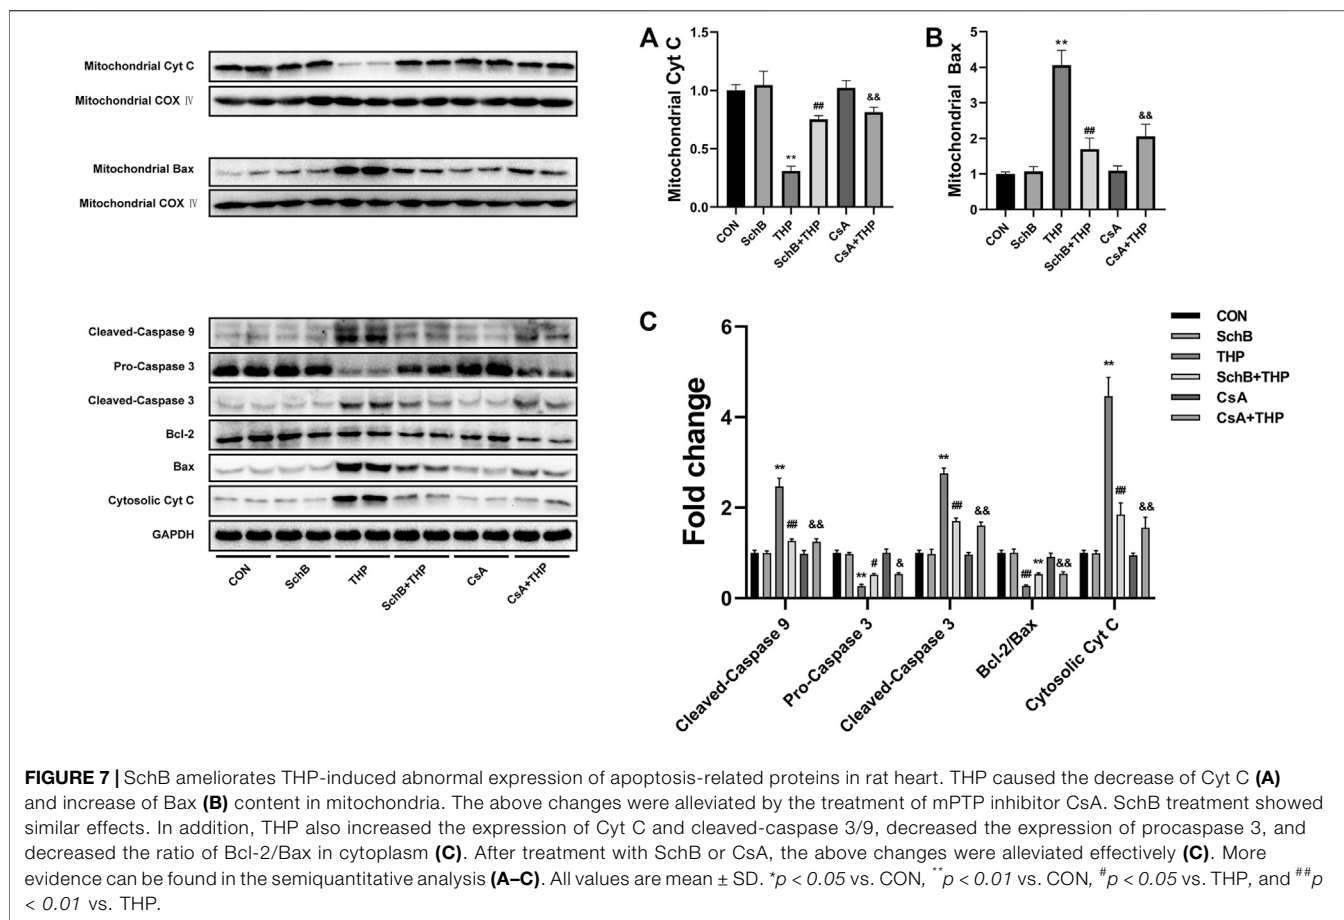 Mitochondrial Cyt C
Mitochondrial COX Ⅳ
Mitochondrial Bax
Mitochondrial COX Ⅳ
A
Mitochondrial Cyt C
1.5
1.0
0.5
0.0
**
##
&&
CON
SchB
THP
SchB+THP
CsA
CsA+THP
B
Mitochondrial Bax
5
4
3
2
1
0
**
##
&&
CON
SchB
THP
SchB+THP
CsA
CsA+THP
Cleaved-Caspase 9
Pro-Caspase 3
Cleaved-Caspase 3
Bcl-2
Bax
Cytosolic Cyt C
GAPDH
CON
SchB
THP
SchB+THP
CsA
CsA+THP
C
Fold change
6
4
2
0
**
##
&&
**
#
&
**
##
&&
##
**
&&
**
##
&&
Cleaved-Caspase 9
Pro-Caspase 3
Cleaved-Caspase 3
Bcl-2/Bax
Cytosolic Cyt C
CON
SchB
THP
SchB+THP
CsA
CsA+THP
FIGURE 7 | SchB ameliorates THP-induced abnormal expression of apoptosis-related proteins in rat heart. THP caused the decrease of Cyt C (A)
and increase of Bax (B) content in mitochondria. The above changes were alleviated by the treatment of mPTP inhibitor CsA. SchB treatment showed
similar effects. In addition, THP also increased the expression of Cyt C and cleaved-caspase 3/9, decreased the expression of procaspase 3, and
decreased the ratio of Bcl-2/Bax in cytoplasm (C). After treatment with SchB or CsA, the above changes were alleviated effectively (C). More
evidence can be found in the semiquantitative analysis (A–C). All values are mean ± SD. *p < 0.05 vs. CON, **p < 0.01 vs. CON, #p < 0.05 vs. THP, and ##p
< 0.01 vs. THP.